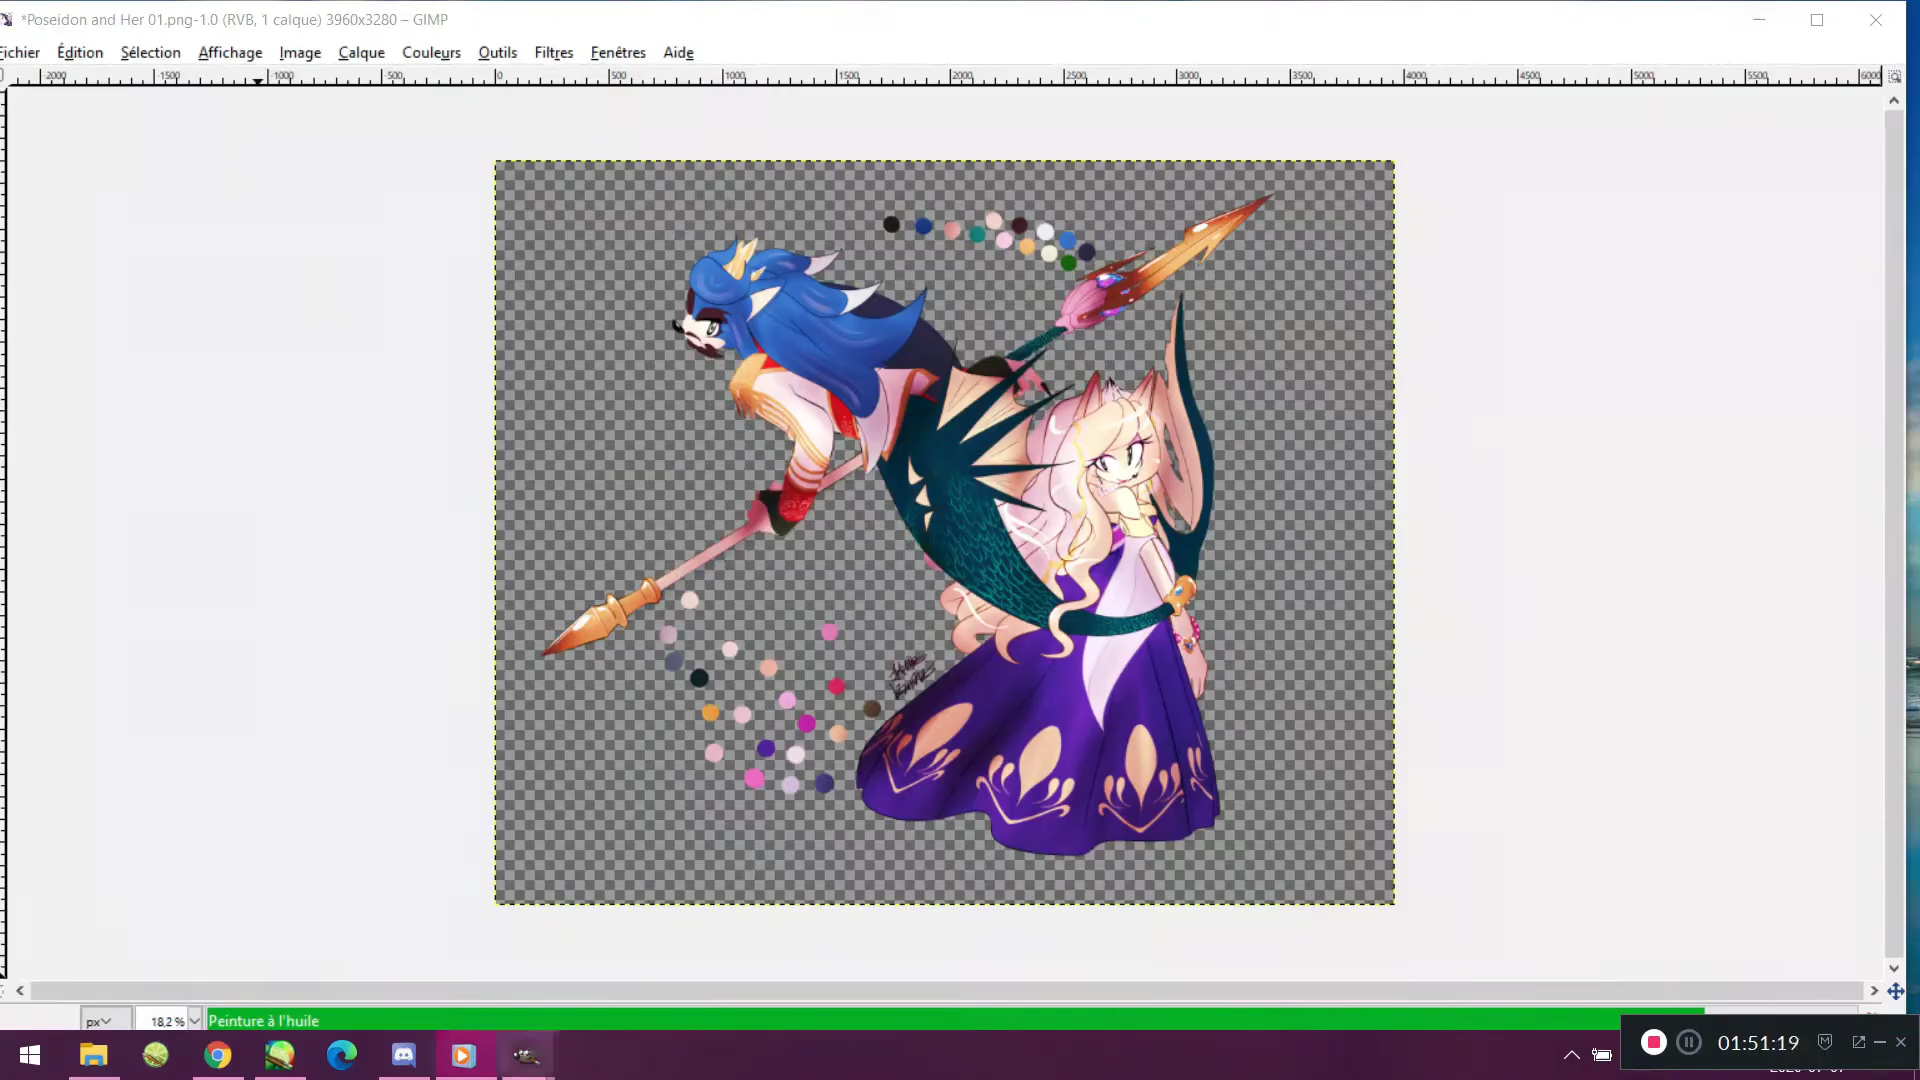 *Poseidon and Her 01.png-1.0 (RVB, 1 calque) 3960x3280 – GIMP
Fichier Édition Sélection Affichage Image Calque Couleurs Outils Filtres Fenêtres Aide
-2000 -1500 -1000 -500 0 500 1000 1500 2000 2500 3000 3500 4000 4500 5000 5500 6000
px 18,2 % Peinture à l'huile
01:51:19